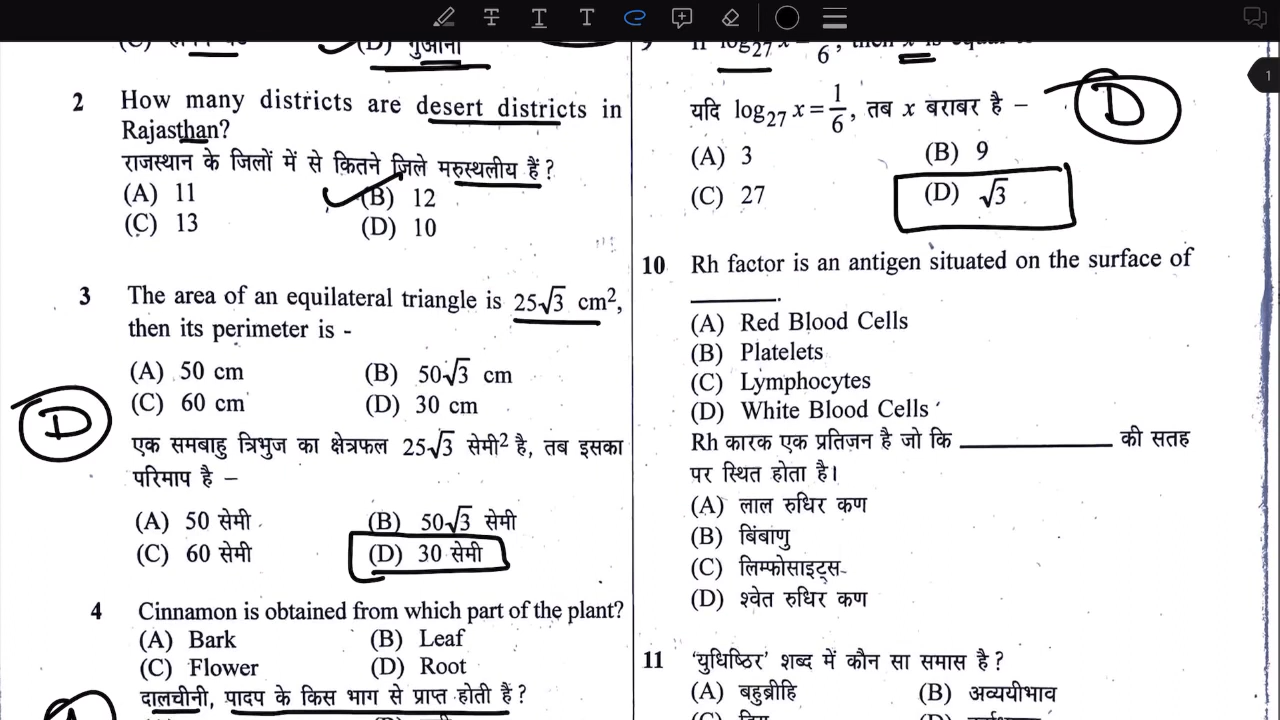 (D) गुआनी
2 How many districts are desert districts in
Rajasthan?
राजस्थान के जिलों में से कितने ज़िले मरुस्थलीय हैं ?
(A) 11 (B) 12
(C) 13 (D) 10
3 The area of an equilateral triangle is 25√3 cm²,
then its perimeter is -
(A) 50 cm (B) 50√3 cm
(C) 60 cm (D) 30 cm
D
एक समबाहु त्रिभुज का क्षेत्रफल 25√3 सेमी² है, तब इसका
परिमाप है –
(A) 50 सेमी (B) 50√3 सेमी
(C) 60 सेमी (D) 30 सेमी
4 Cinnamon is obtained from which part of the plant?
(A) Bark (B) Leaf
(C) Flower (D) Root
दालचीनी, पादप के किस भाग से प्राप्त होती है ?
यदि log₂₇ x = 1/6, तब x बराबर है –
D
(A) 3 (B) 9
(C) 27 (D) √3
10 Rh factor is an antigen situated on the surface of
________.
(A) Red Blood Cells
(B) Platelets
(C) Lymphocytes
(D) White Blood Cells
Rh कारक एक प्रतिजन है जो कि ________ की सतह
पर स्थित होता है।
(A) लाल रुधिर कण
(B) बिंबाणु
(C) लिम्फोसाइट्स
(D) श्वेत रुधिर कण
11 'युधिष्ठिर' शब्द में कौन सा समास है ?
(A) बहुब्रीहि (B) अव्ययीभाव
1